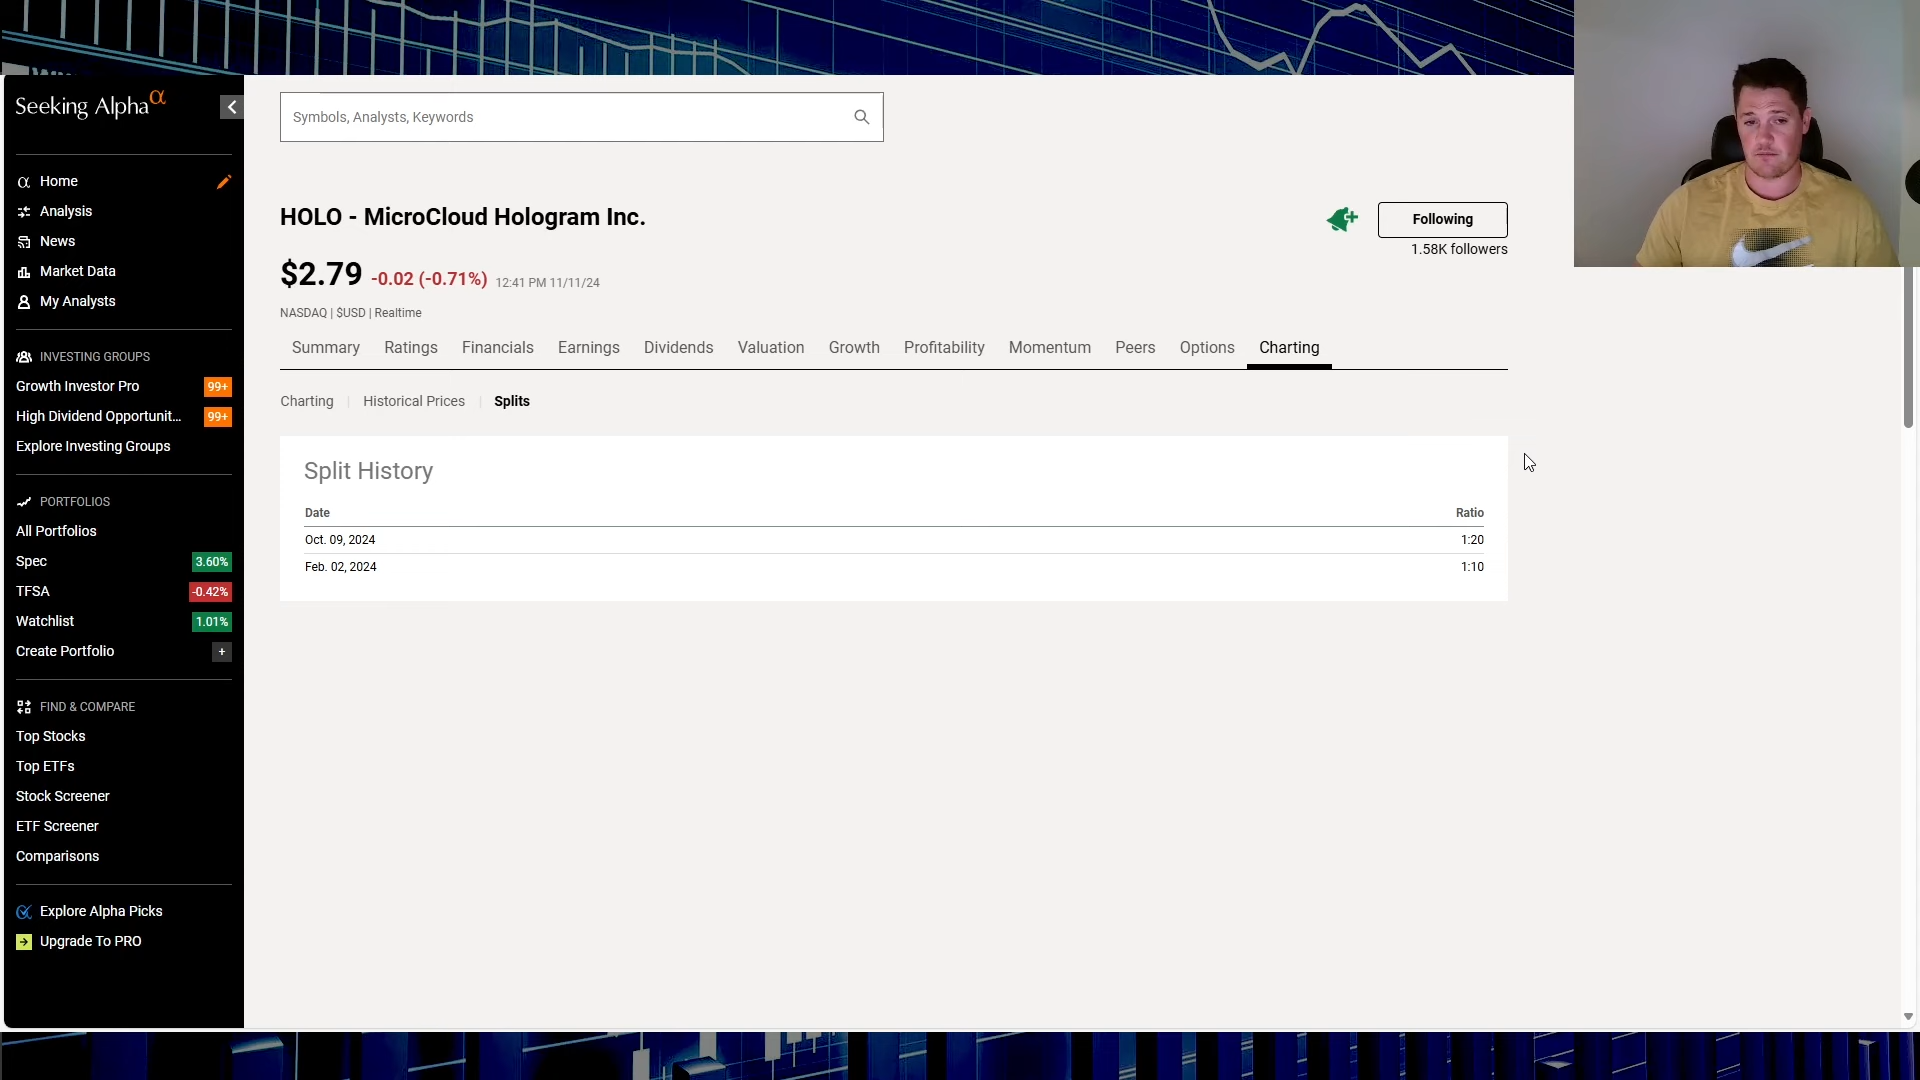 Seeking Alpha α
Home
Analysis
News
Market Data
My Analysts
INVESTING GROUPS
Growth Investor Pro 99+
High Dividend Opportunit... 99+
Explore Investing Groups
PORTFOLIOS
All Portfolios
Spec 3.60%
TFSA -0.42%
Watchlist 1.01%
Create Portfolio +
FIND & COMPARE
Top Stocks
Top ETFs
Stock Screener
ETF Screener
Comparisons
Explore Alpha Picks
Upgrade To PRO
Symbols, Analysts, Keywords
HOLO - MicroCloud Hologram Inc.
Following
1.58K followers
$2.79 -0.02 (-0.71%) 12:41 PM 11/11/24
NASDAQ | $USD | Realtime
Summary Ratings Financials Earnings Dividends Valuation Growth Profitability Momentum Peers Options Charting
Charting | Historical Prices | Splits
Split History
Date Ratio
Oct. 09, 2024 1:20
Feb. 02, 2024 1:10